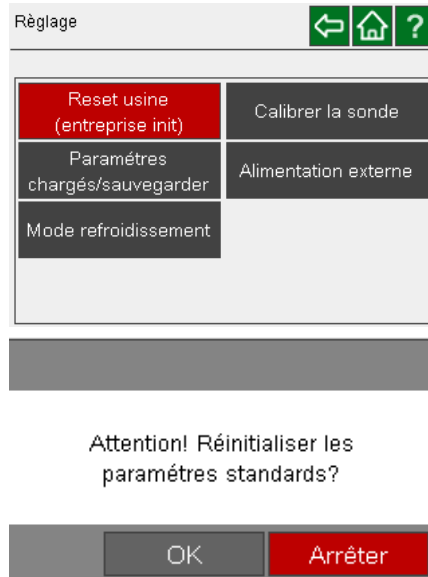 Règlage
?
Reset usine
(entreprise init)
Calibrer la sonde
Paramétres
chargés/sauvegarder
Alimentation externe
Mode refroidissement
Attention! Réinitialiser les
paramétres standards?
OK
Arrêter